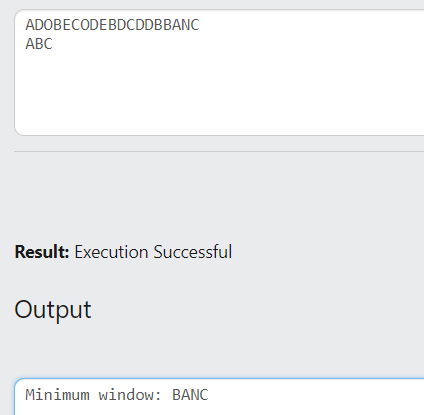 ADOBECODEBDCDDBBANC
ABC
Result: Execution Successful
Output
Minimum window: BANC